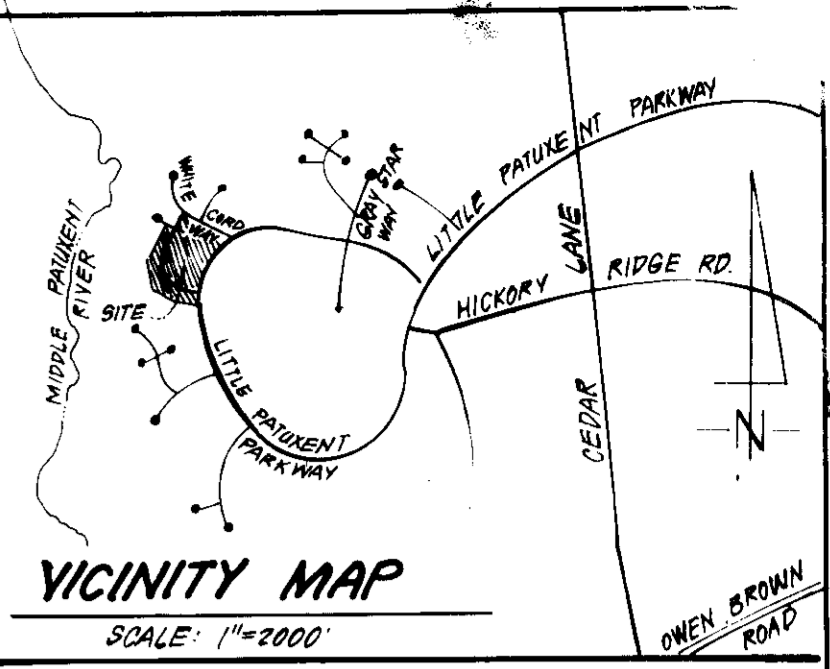 LITTLE PATUXENT PARKWAY
WHITE CORD WAY
GRAY STAR
WAY
MIDDLE PATUXENT
RIVER
CEDAR LANE
HICKORY RIDGE RD.
SITE
LITTLE PATUXENT
PARKWAY
N
VICINITY MAP
SCALE: 1"=2000'
OWEN BROWN
ROAD